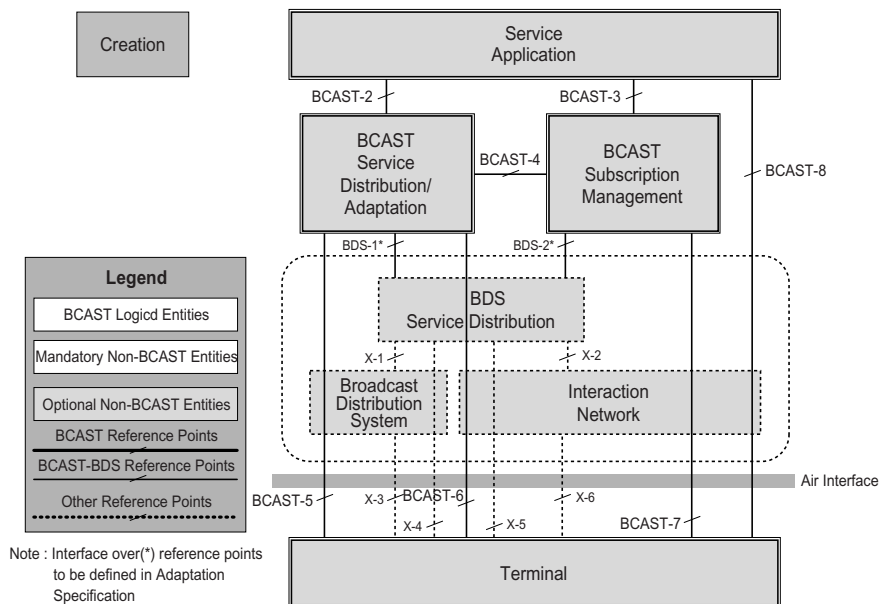 Creation
Service
Application
BCAST-2
BCAST-3
BCAST
Service
Distribution/
Adaptation
BCAST-4
BCAST
Subscription
Management
BCAST-8
BDS-1*
BDS-2*
Legend
BCAST Logicd Entities
Mandatory Non-BCAST Entities
Optional Non-BCAST Entities
BCAST Reference Points
BCAST-BDS Reference Points
Other Reference Points
BDS
Service Distribution
X-1
X-2
Broadcast
Distribution
System
Interaction
Network
Air Interface
BCAST-5
X-3
BCAST-6
X-6
X-4
X-5
BCAST-7
Note : Interface over(*) reference points
to be defined in Adaptation
Specification
Terminal